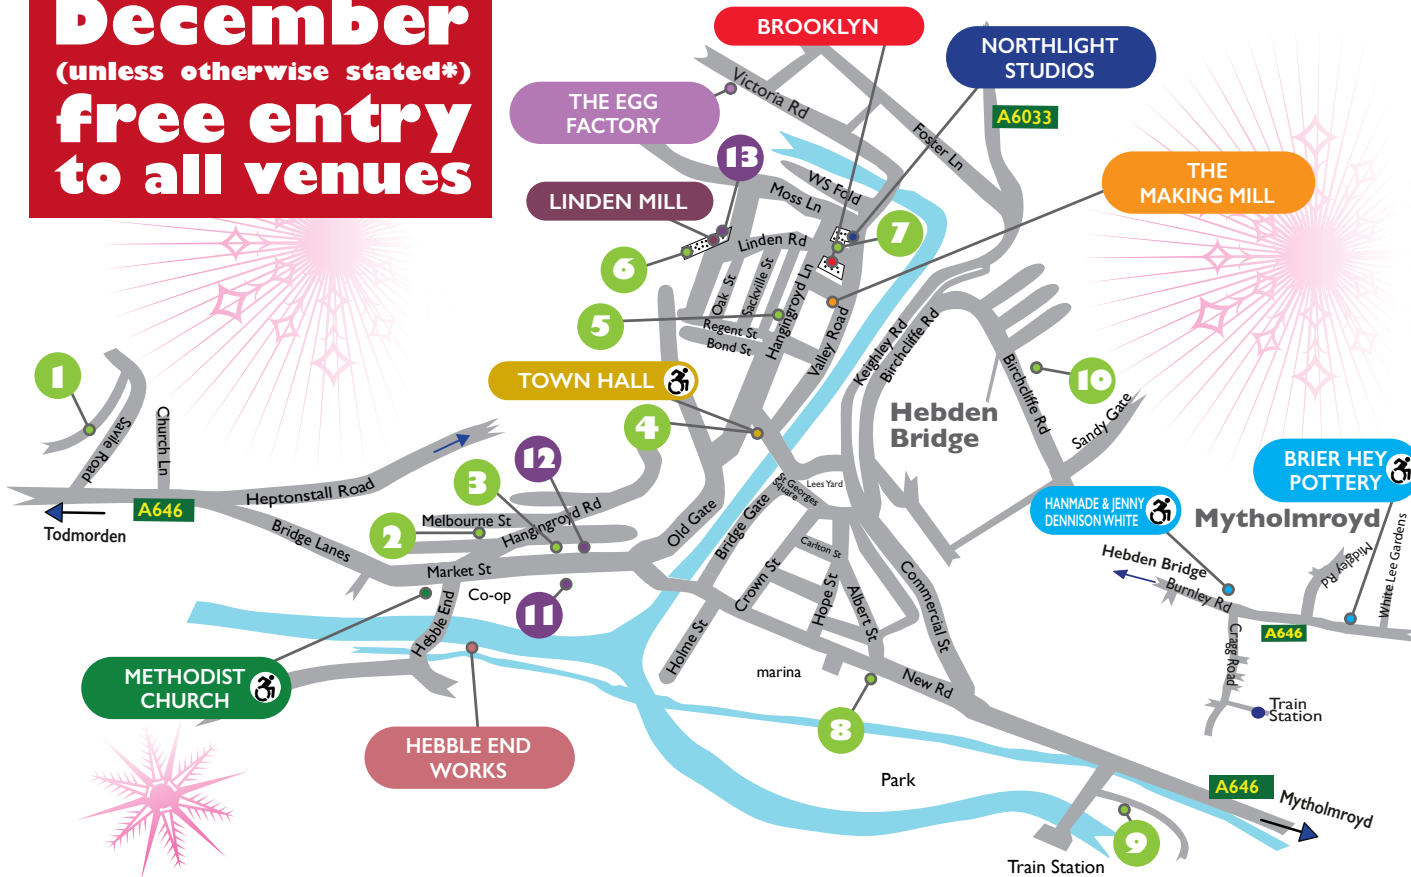 December
(unless otherwise stated*)
free entry
to all venues
BROOKLYN
NORTHLIGHT
STUDIOS
THE EGG
FACTORY
Victoria Rd
A6033
Foster Ln
13
THE
MAKING MILL
WS Fold
Moss Ln
LINDEN MILL
7
Linden Rd
6
Oak St
Sackville St
Hangingroyd Ln
5
Regent St
Bond St
Valley Road
Keighley Rd
Birchcliffe Rd
1
TOWN HALL
10
Birchcliffe Rd
Sandy Gate
Hebden
Bridge
Savile Road
Church Ln
4
12
3
BRIER HEY
POTTERY
St Georges
Square
Lees Yard
Heptonstall Road
A646
Todmorden
HANMADE & JENNY
DENNISON WHITE
Mytholmroyd
Melbourne St
Hangingroyd Rd
2
Old Gate
Bridge Gate
Bridge Lanes
Market St
Carlton St
Hebden Bridge
Midgley Rd
White Lee Gardens
Co-op
11
Crown St
Hope St
Albert St
Commercial St
Burnley Rd
A646
Hebble End
Holme St
Cragg Road
marina
New Rd
METHODIST
CHURCH
Train
Station
8
HEBBLE END
WORKS
Park
A646
Mytholmroyd
9
Train Station